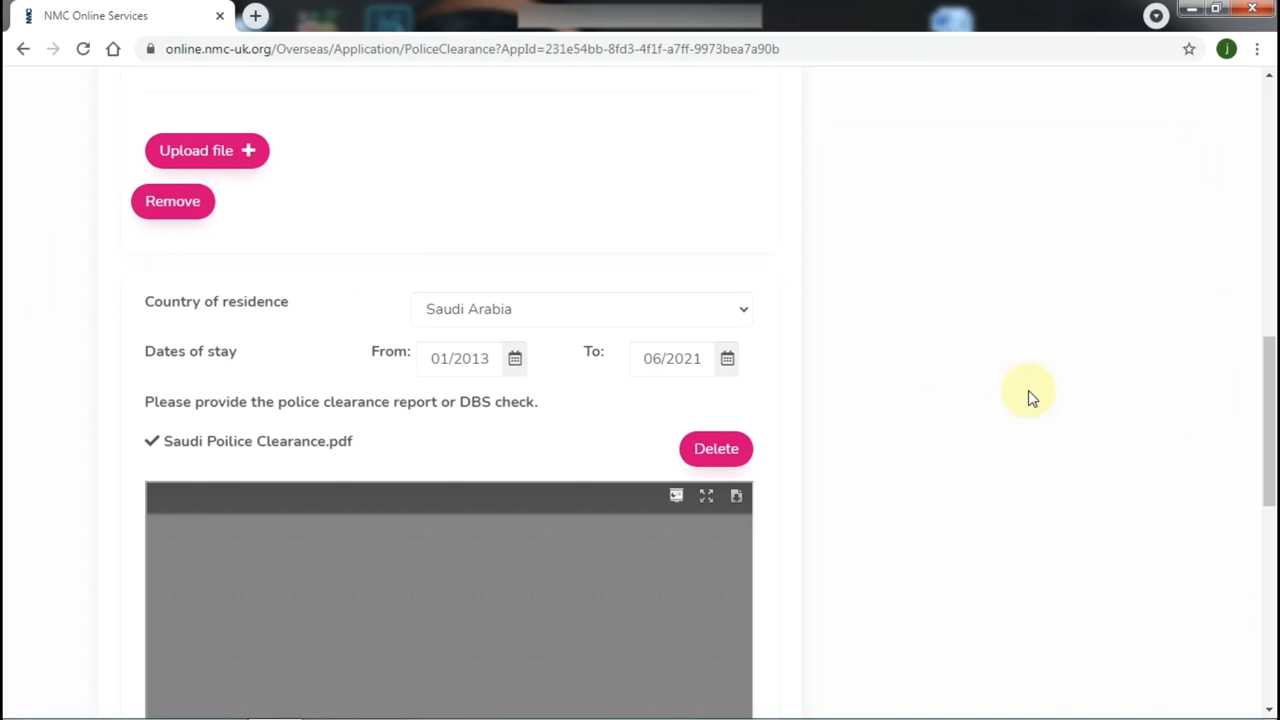 NMC Online Services
online.nmc-uk.org/Overseas/Application/PoliceClearance?AppId=231e54bb-8fd3-4f1f-a7ff-9973bea7a90b
j
Upload file
Remove
Country of residence
Saudi Arabia
Dates of stay From: 01/2013 To: 06/2021
Please provide the police clearance report or DBS check.
Saudi Poilice Clearance.pdf
Delete